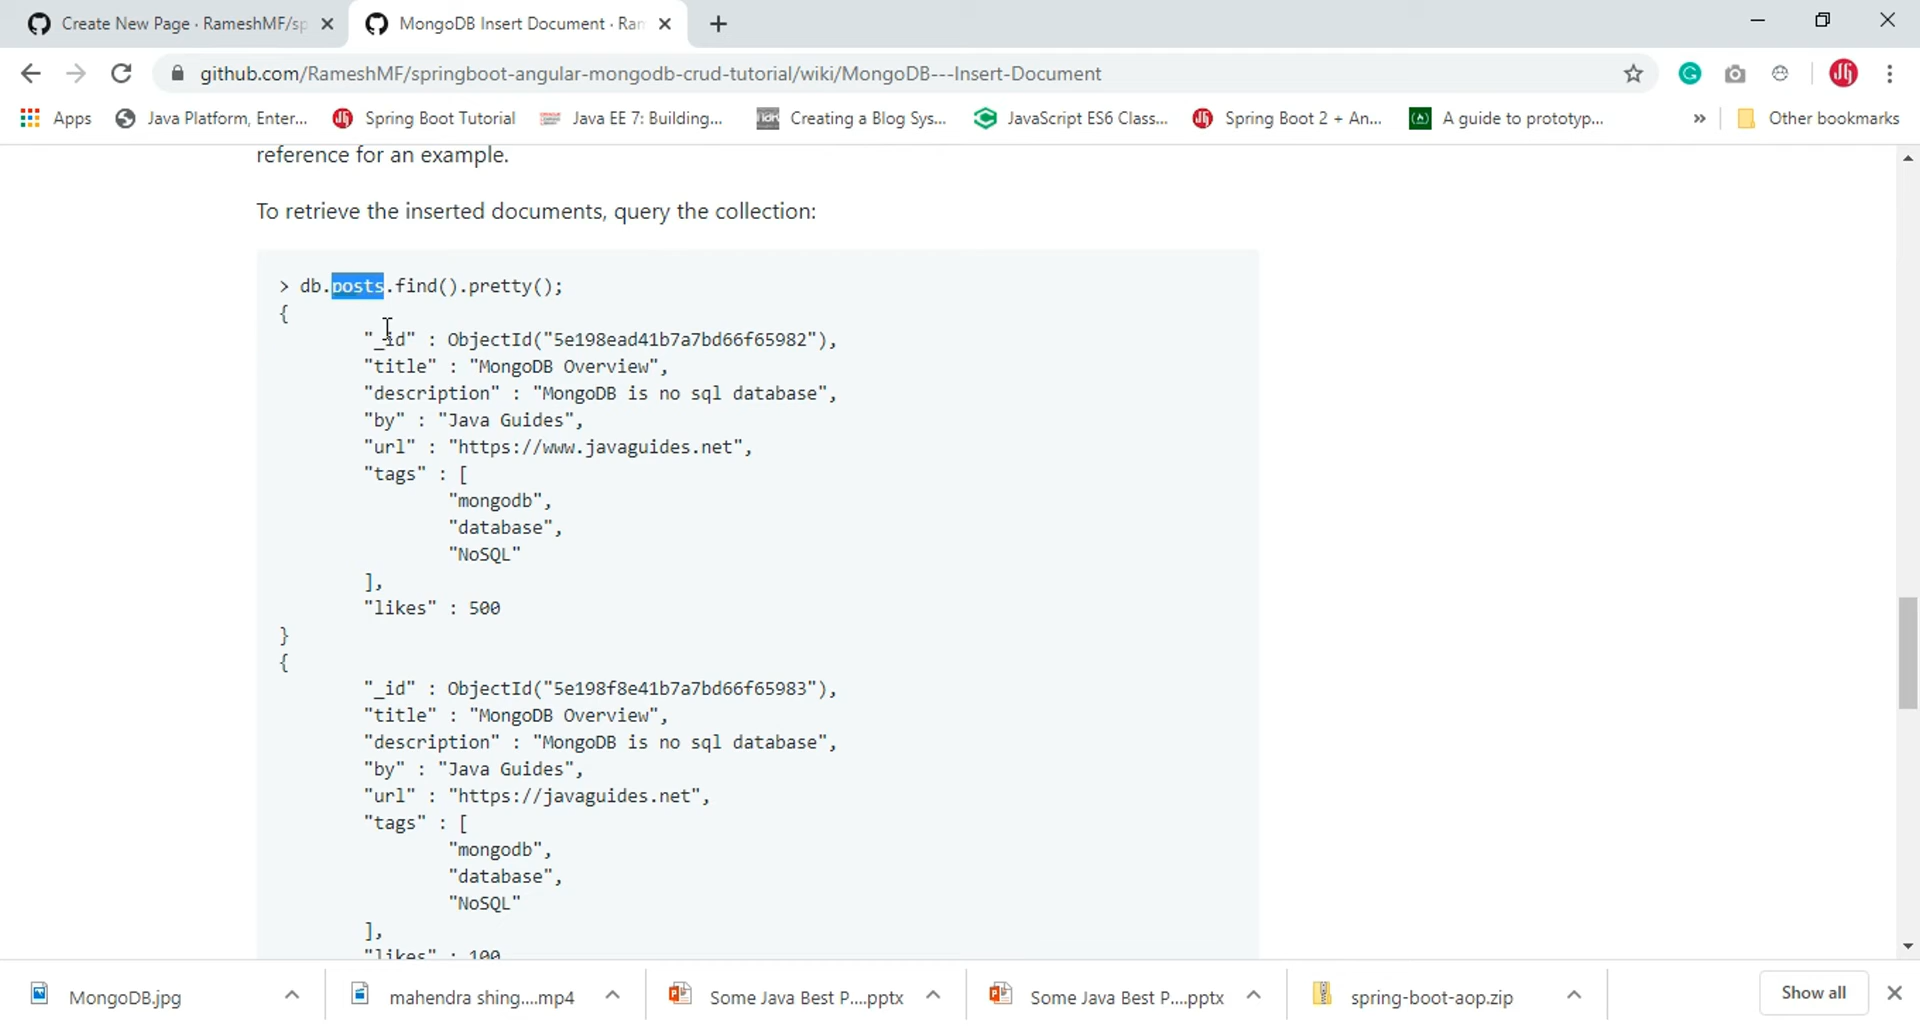 Create New Page · RameshMF/sp
MongoDB Insert Document · Ram
github.com/RameshMF/springboot-angular-mongodb-crud-tutorial/wiki/MongoDB---Insert-Document
Apps
Java Platform, Enter...
Spring Boot Tutorial
Java EE 7: Building...
Creating a Blog Sys...
JavaScript ES6 Class...
Spring Boot 2 + An...
A guide to prototyp...
»
Other bookmarks
reference for an example.
To retrieve the inserted documents, query the collection:
> db.posts.find().pretty();
{
"_id" : ObjectId("5e198ead41b7a7bd66f65982"),
"title" : "MongoDB Overview",
"description" : "MongoDB is no sql database",
"by" : "Java Guides",
"url" : "https://www.javaguides.net",
"tags" : [
"mongodb",
"database",
"NoSQL"
],
"likes" : 500
}
{
"_id" : ObjectId("5e198f8e41b7a7bd66f65983"),
"title" : "MongoDB Overview",
"description" : "MongoDB is no sql database",
"by" : "Java Guides",
"url" : "https://javaguides.net",
"tags" : [
"mongodb",
"database",
"NoSQL"
],
"likes" : 100
MongoDB.jpg
mahendra shing....mp4
Some Java Best P....pptx
Some Java Best P....pptx
spring-boot-aop.zip
Show all